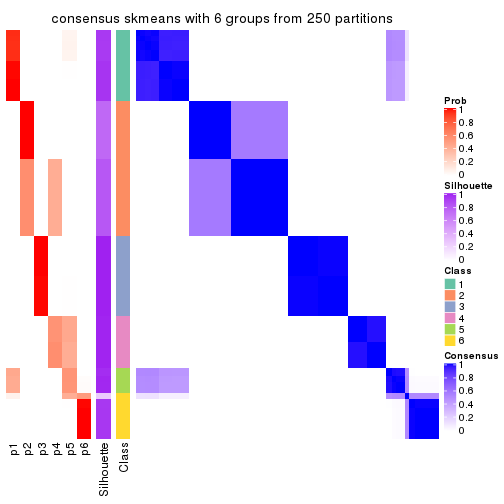 consensus skmeans with 6 groups from 250 partitions
Prob
1
0.8
0.6
0.4
0.2
0
Silhouette
1
0.8
0.6
0.4
0.2
0
Class
1
2
3
4
5
6
Consensus
1
0.8
0.6
0.4
0.2
0
p1
p2
p3
p4
p5
p6
Silhouette
Class